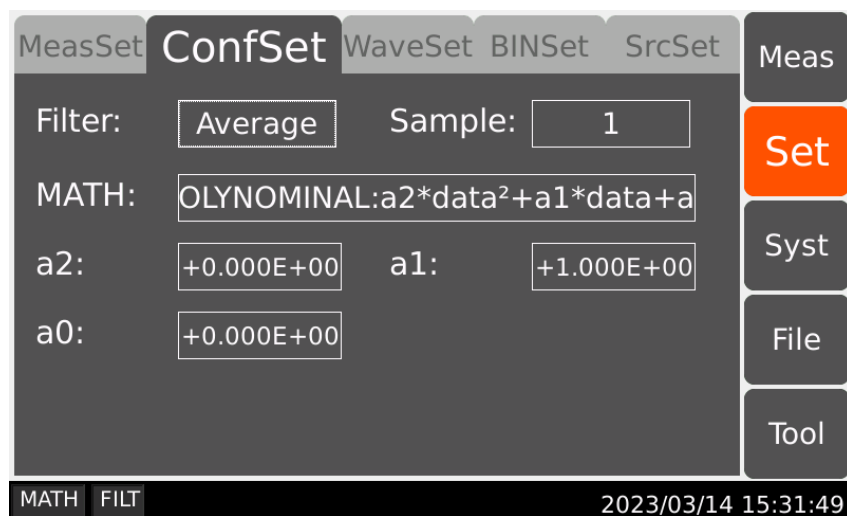 MeasSet ConfSet WaveSet BINSet SrcSet Meas
Filter: Average Sample: 1
Set
MATH: OLYNOMINAL:a2*data²+a1*data+a
a2: +0.000E+00 a1: +1.000E+00
Syst
a0: +0.000E+00
File
Tool
MATH FILT 2023/03/14 15:31:49